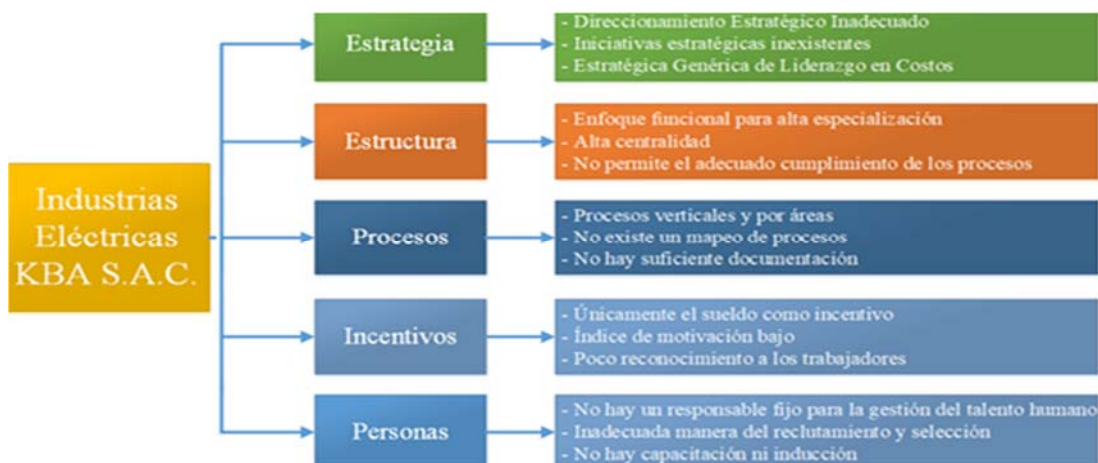 Industrias
Eléctricas
KBA S.A.C.
Estrategia
- Direccionamiento Estratégico Inadecuado
- Iniciativas estratégicas inexistentes
- Estratégica Genérica de Liderazgo en Costos
Estructura
- Enfoque funcional para alta especialización
- Alta centralidad
- No permite el adecuado cumplimiento de los procesos
Procesos
- Procesos verticales y por áreas
- No existe un mapeo de procesos
- No hay suficiente documentación
Incentivos
- Únicamente el sueldo como incentivo
- Índice de motivación bajo
- Poco reconocimiento a los trabajadores
Personas
- No hay un responsable fijo para la gestión del talento humano
- Inadecuada manera del reclutamiento y selección
- No hay capacitación ni inducción